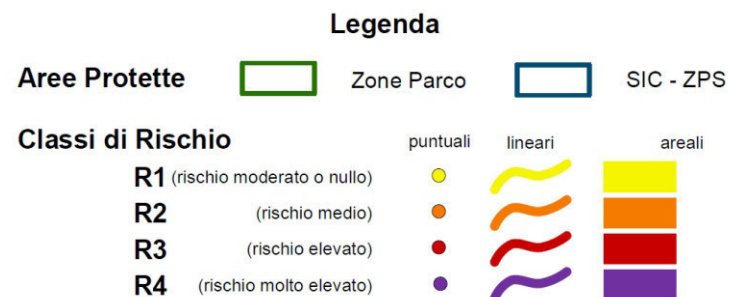 Legenda
Aree Protette Zone Parco SIC - ZPS
Classi di Rischio puntuali lineari areali
R1 (rischio moderato o nullo)
R2 (rischio medio)
R3 (rischio elevato)
R4 (rischio molto elevato)